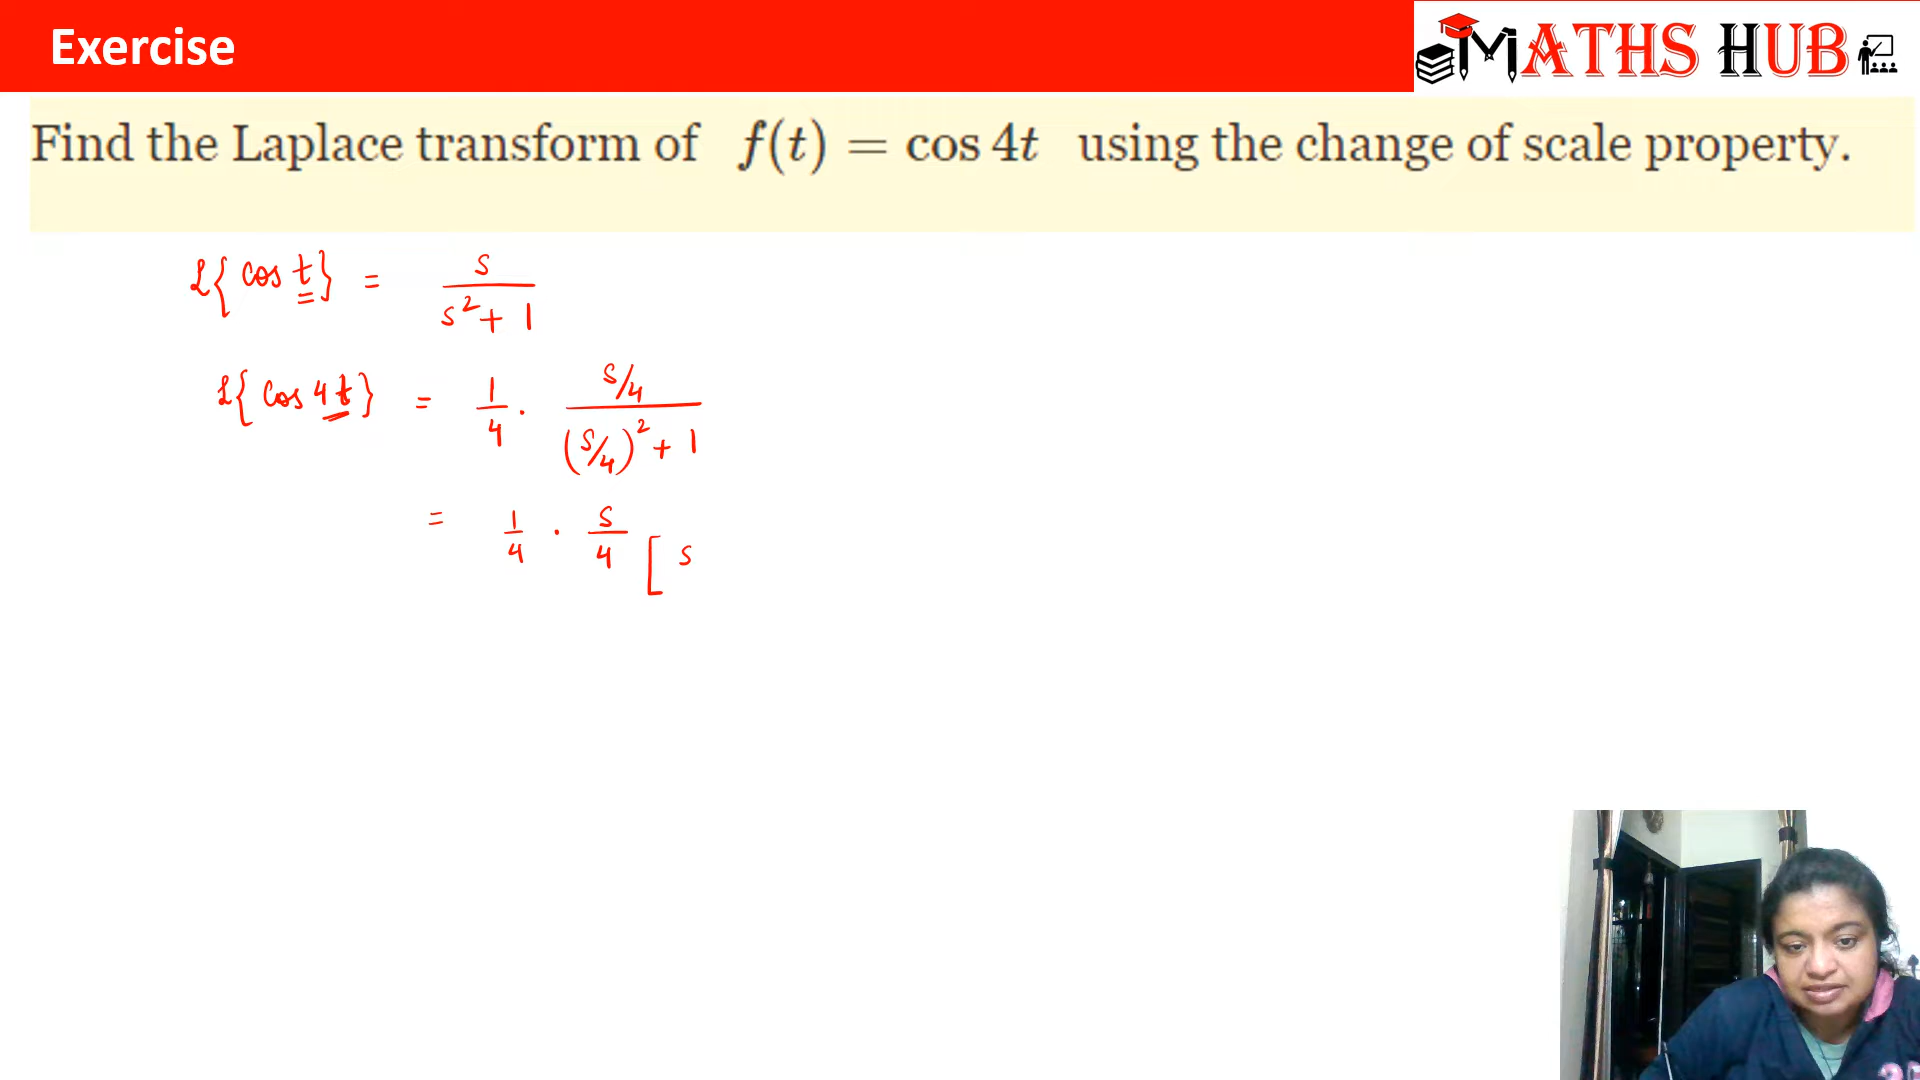 Exercise
MATHS HUB
Find the Laplace transform of f(t) = cos 4t using the change of scale property.
ℒ{cos t} = s / (s² + 1)
ℒ{cos 4t} = 1/4 · (s/4) / ((s/4)² + 1)
= 1/4 · s/4 [ s